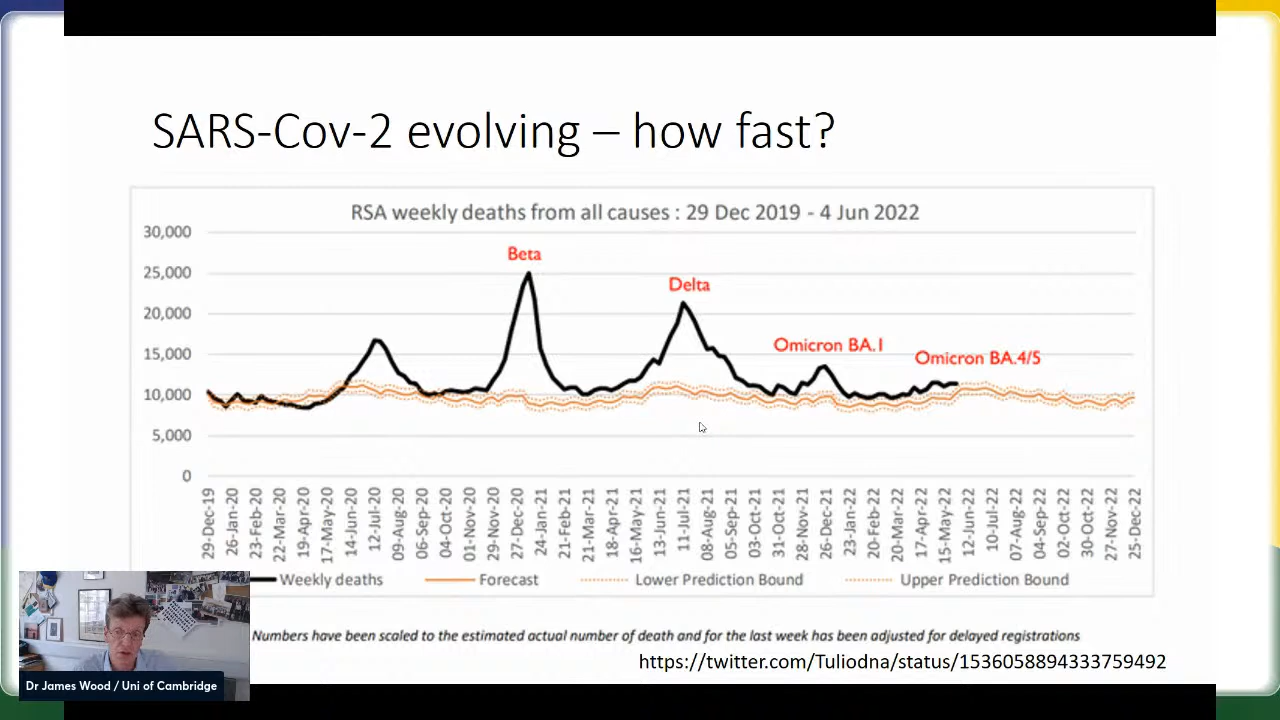 SARS-Cov-2 evolving – how fast?
RSA weekly deaths from all causes : 29 Dec 2019 - 4 Jun 2022
30,000
25,000
20,000
15,000
10,000
5,000
0
Beta
Delta
Omicron BA.1
Omicron BA.4/5
29-Dec-19
26-Jan-20
23-Feb-20
22-Mar-20
19-Apr-20
17-May-20
14-Jun-20
12-Jul-20
09-Aug-20
06-Sep-20
04-Oct-20
01-Nov-20
29-Nov-20
27-Dec-20
24-Jan-21
21-Feb-21
21-Mar-21
18-Apr-21
16-May-21
13-Jun-21
11-Jul-21
08-Aug-21
05-Sep-21
03-Oct-21
31-Oct-21
28-Nov-21
26-Dec-21
23-Jan-22
20-Feb-22
20-Mar-22
17-Apr-22
15-May-22
12-Jun-22
10-Jul-22
07-Aug-22
04-Sep-22
02-Oct-22
30-Oct-22
27-Nov-22
25-Dec-22
Weekly deaths
Forecast
Lower Prediction Bound
Upper Prediction Bound
Numbers have been scaled to the estimated actual number of death and for the last week has been adjusted for delayed registrations
https://twitter.com/Tuliodna/status/1536058894333759492
Dr James Wood / Uni of Cambridge